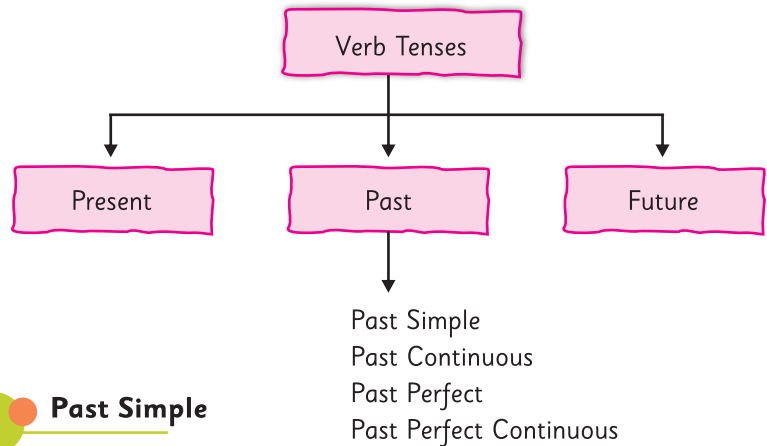 Verb Tenses
Present
Past
Future
Past Simple
Past Continuous
Past Perfect
Past Perfect Continuous
Past Simple